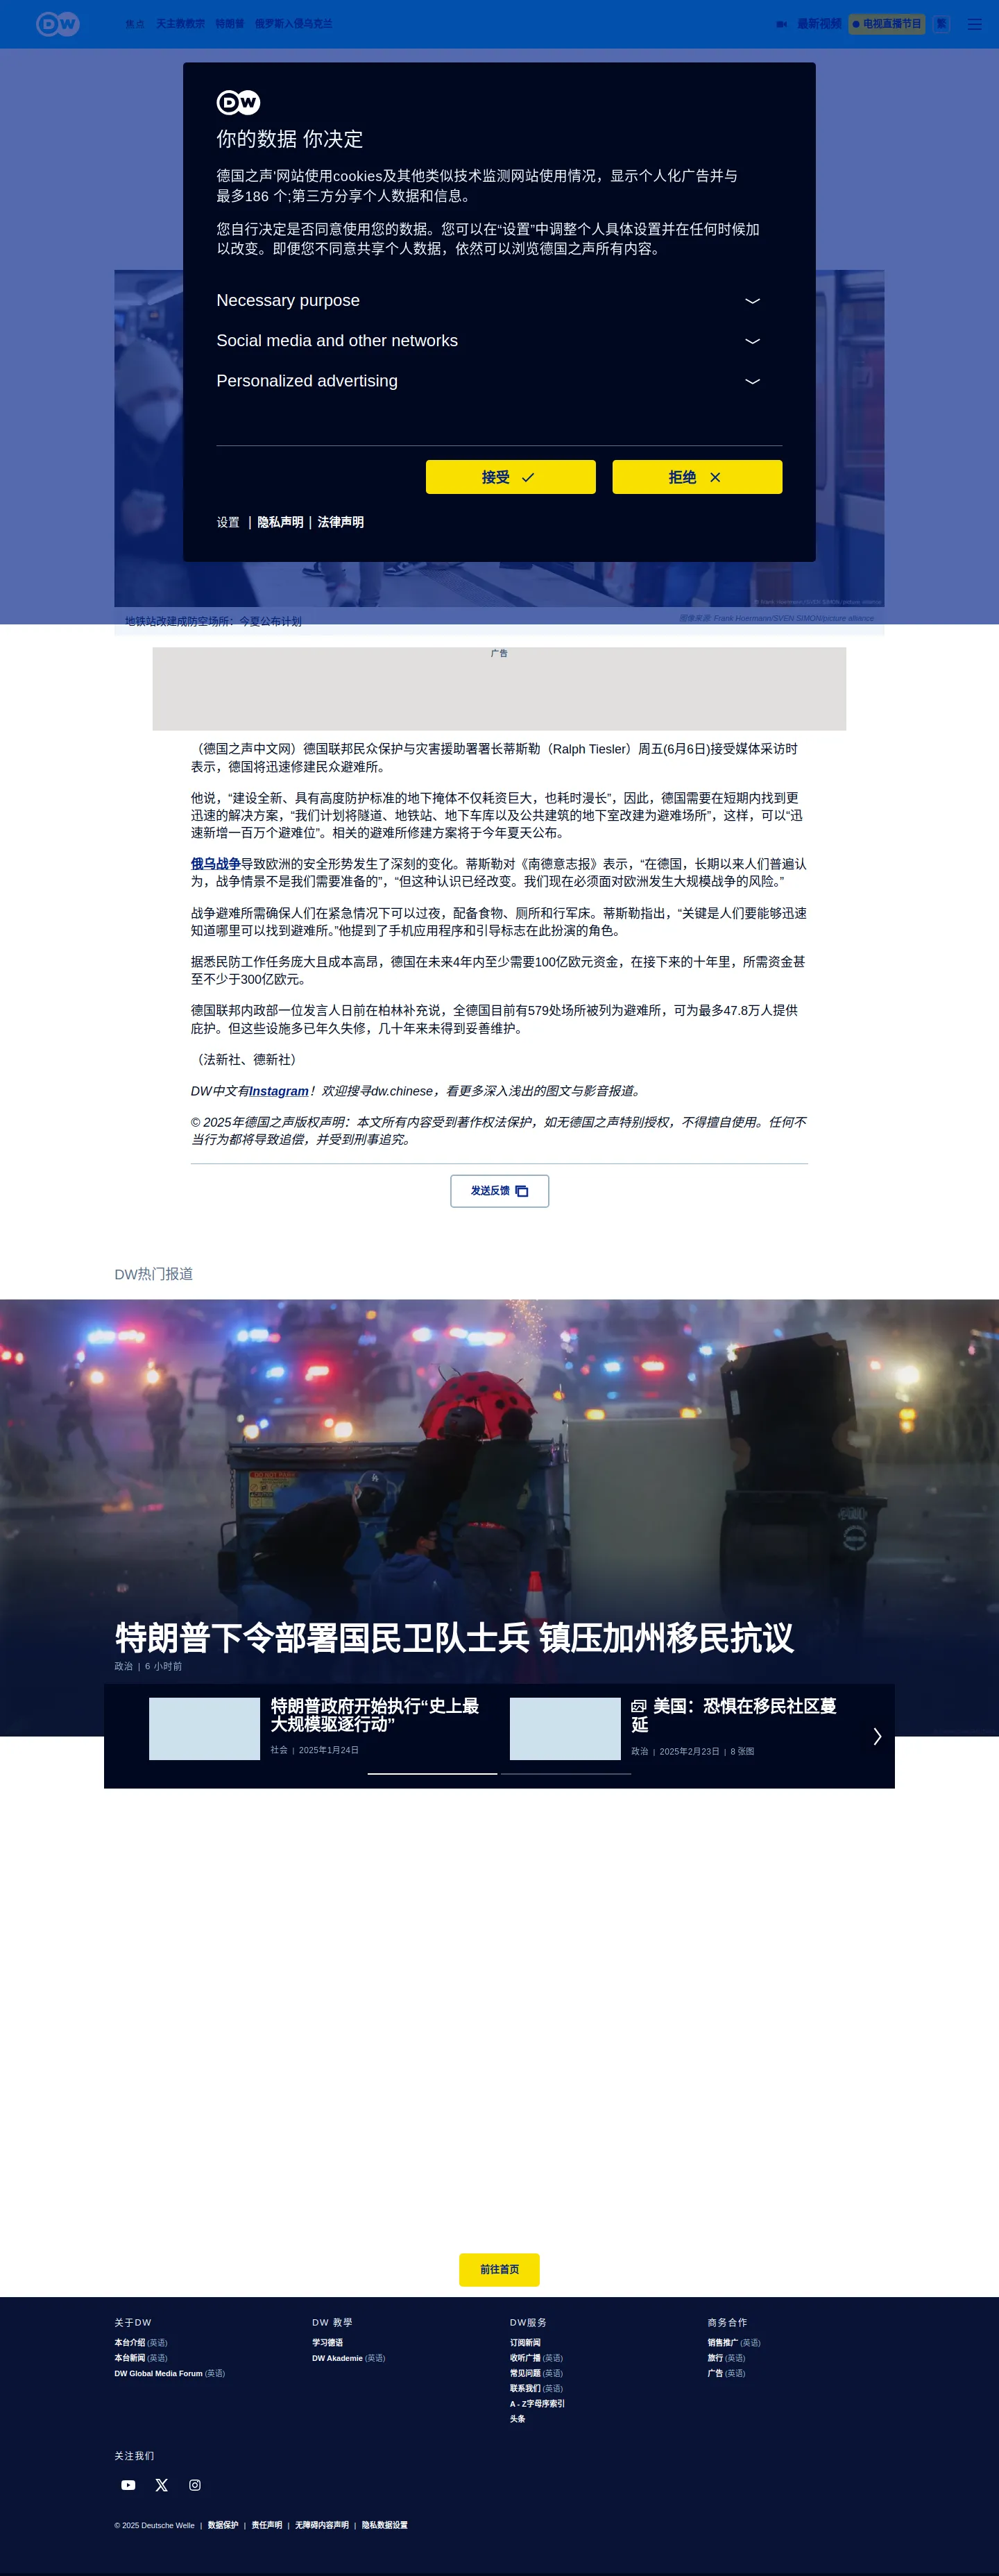 DW
焦点 天主教教宗 特朗普 俄罗斯入侵乌克兰 最新视频 电视直播节目 繁
DW
你的数据 你决定
德国之声'网站使用cookies及其他类似技术监测网站使用情况，显示个人化广告并与
最多186 个;第三方分享个人数据和信息。
您自行决定是否同意使用您的数据。您可以在“设置”中调整个人具体设置并在任何时候加
以改变。即便您不同意共享个人数据，依然可以浏览德国之声所有内容。
Necessary purpose
Social media and other networks
Personalized advertising
接受 拒绝
设置 | 隐私声明 | 法律声明
地铁站改建成防空场所：今夏公布计划 图像来源: Frank Hoermann/SVEN SIMON/picture alliance
广告
（德国之声中文网）德国联邦民众保护与灾害援助署署长蒂斯勒（Ralph Tiesler）周五(6月6日)接受媒体采访时
表示，德国将迅速修建民众避难所。
他说，“建设全新、具有高度防护标准的地下掩体不仅耗资巨大，也耗时漫长”，因此，德国需要在短期内找到更
迅速的解决方案，“我们计划将隧道、地铁站、地下车库以及公共建筑的地下室改建为避难场所”，这样，可以“迅
速新增一百万个避难位”。相关的避难所修建方案将于今年夏天公布。
俄乌战争导致欧洲的安全形势发生了深刻的变化。蒂斯勒对《南德意志报》表示，“在德国，长期以来人们普遍认
为，战争情景不是我们需要准备的”，“但这种认识已经改变。我们现在必须面对欧洲发生大规模战争的风险。”
战争避难所需确保人们在紧急情况下可以过夜，配备食物、厕所和行军床。蒂斯勒指出，“关键是人们要能够迅速
知道哪里可以找到避难所。”他提到了手机应用程序和引导标志在此扮演的角色。
据悉民防工作任务庞大且成本高昂，德国在未来4年内至少需要100亿欧元资金，在接下来的十年里，所需资金甚
至不少于300亿欧元。
德国联邦内政部一位发言人日前在柏林补充说，全德国目前有579处场所被列为避难所，可为最多47.8万人提供
庇护。但这些设施多已年久失修，几十年来未得到妥善维护。
（法新社、德新社）
DW中文有Instagram！欢迎搜寻dw.chinese，看更多深入浅出的图文与影音报道。
© 2025年德国之声版权声明：本文所有内容受到著作权法保护，如无德国之声特别授权，不得擅自使用。任何不
当行为都将导致追偿，并受到刑事追究。
发送反馈
DW热门报道
特朗普下令部署国民卫队士兵 镇压加州移民抗议
政治 | 6 小时前
特朗普政府开始执行“史上最
大规模驱逐行动”
社会 | 2025年1月24日
美国：恐惧在移民社区蔓
延
政治 | 2025年2月23日 | 8 张图
前往首页
关于DW
本台介绍 (英语)
本台新闻 (英语)
DW Global Media Forum (英语)
DW 教學
学习德语
DW Akademie (英语)
DW服务
订阅新闻
收听广播 (英语)
常见问题 (英语)
联系我们 (英语)
A - Z字母序索引
头条
商务合作
销售推广 (英语)
旅行 (英语)
广告 (英语)
关注我们
© 2025 Deutsche Welle | 数据保护 | 责任声明 | 无障碍内容声明 | 隐私数据设置